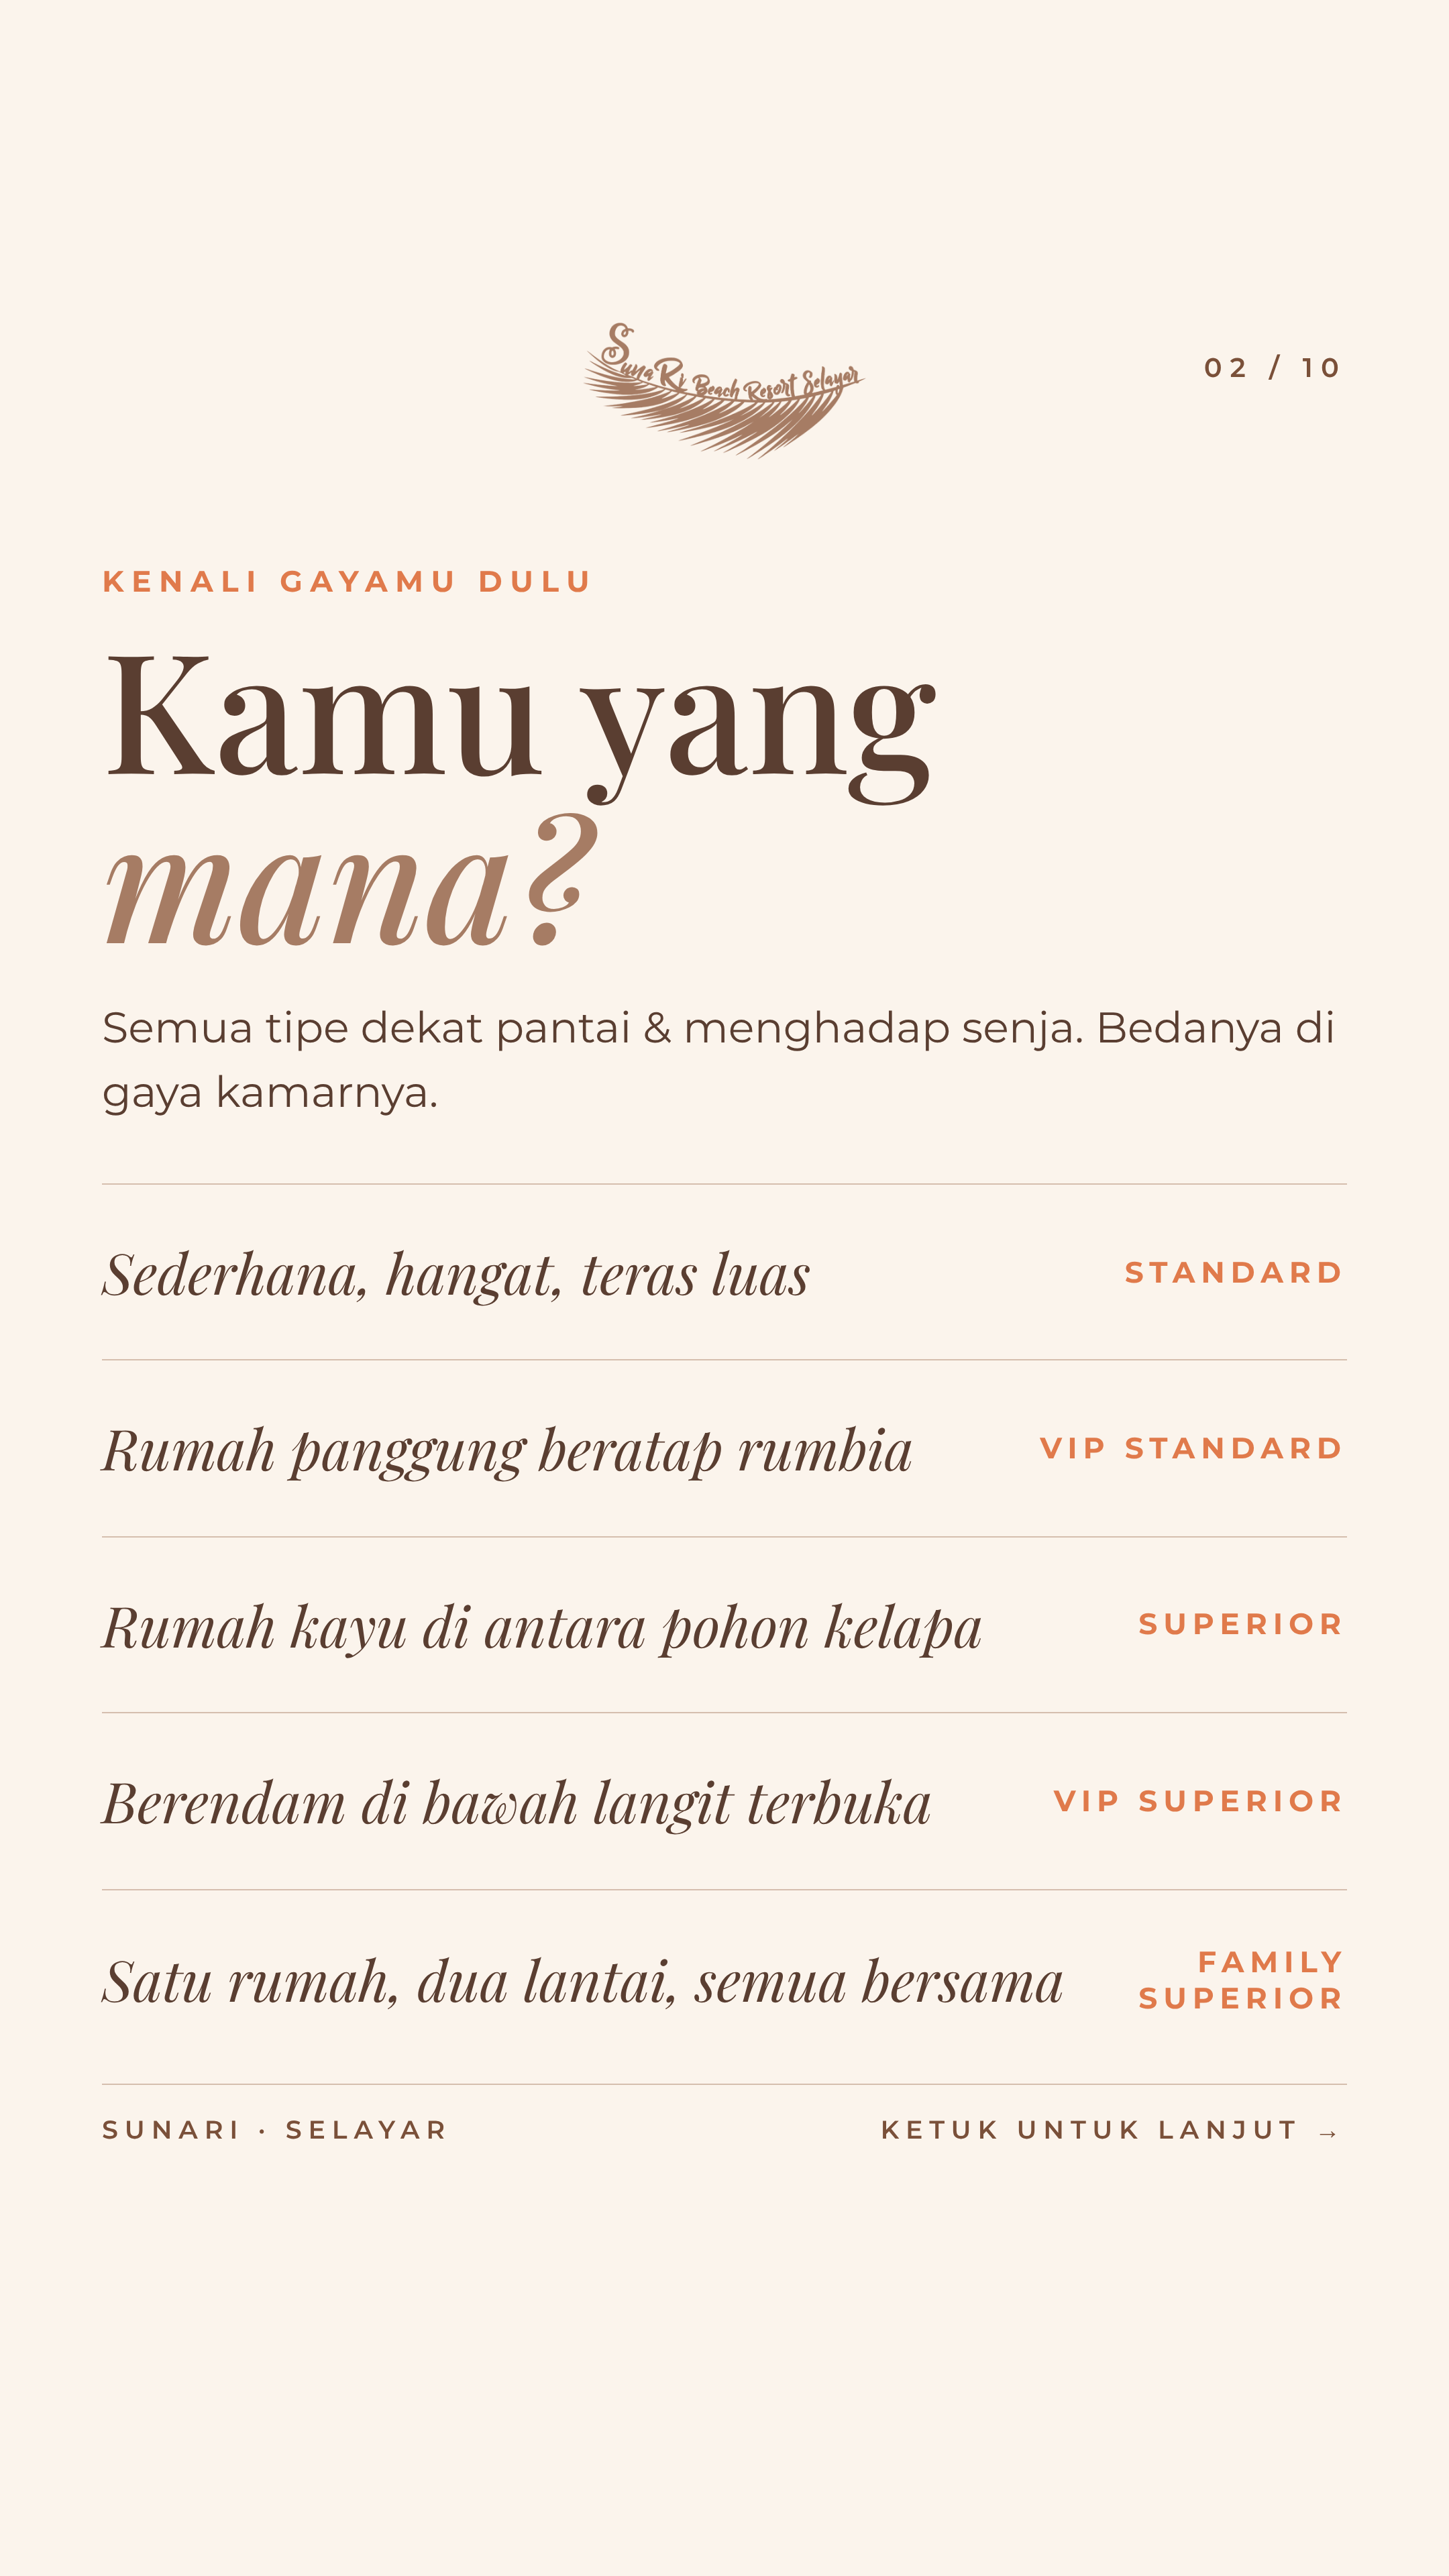 SunaRi Beach Resort Selayar
02 / 10
KENALI GAYAMU DULU
Kamu yang
mana?
Semua tipe dekat pantai & menghadap senja. Bedanya di
gaya kamarnya.
Sederhana, hangat, teras luas
STANDARD
Rumah panggung beratap rumbia
VIP STANDARD
Rumah kayu di antara pohon kelapa
SUPERIOR
Berendam di bawah langit terbuka
VIP SUPERIOR
Satu rumah, dua lantai, semua bersama
FAMILY
SUPERIOR
SUNARI · SELAYAR
KETUK UNTUK LANJUT →